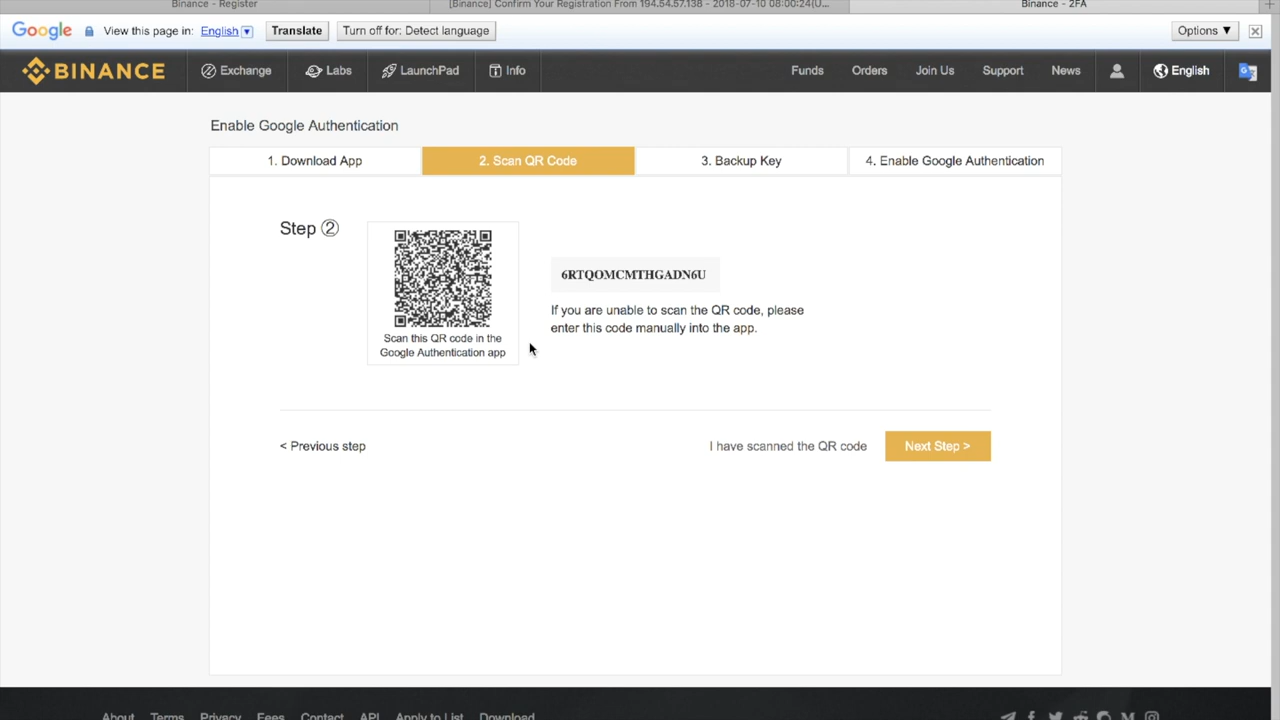 Binance - Register
[Binance] Confirm Your Registration From 194.54.57.138 - 2018-07-10 08:00:24(U...
Binance - 2FA
Google View this page in: English Translate Turn off for: Detect language Options ▼
BINANCE Exchange Labs LaunchPad Info Funds Orders Join Us Support News English
Enable Google Authentication
1. Download App
2. Scan QR Code
3. Backup Key
4. Enable Google Authentication
Step ②
6RTQOMCMTHGADN6U
If you are unable to scan the QR code, please
enter this code manually into the app.
Scan this QR code in the
Google Authentication app
< Previous step
I have scanned the QR code
Next Step >
About Terms Privacy Fees Contact API Apply to List Download